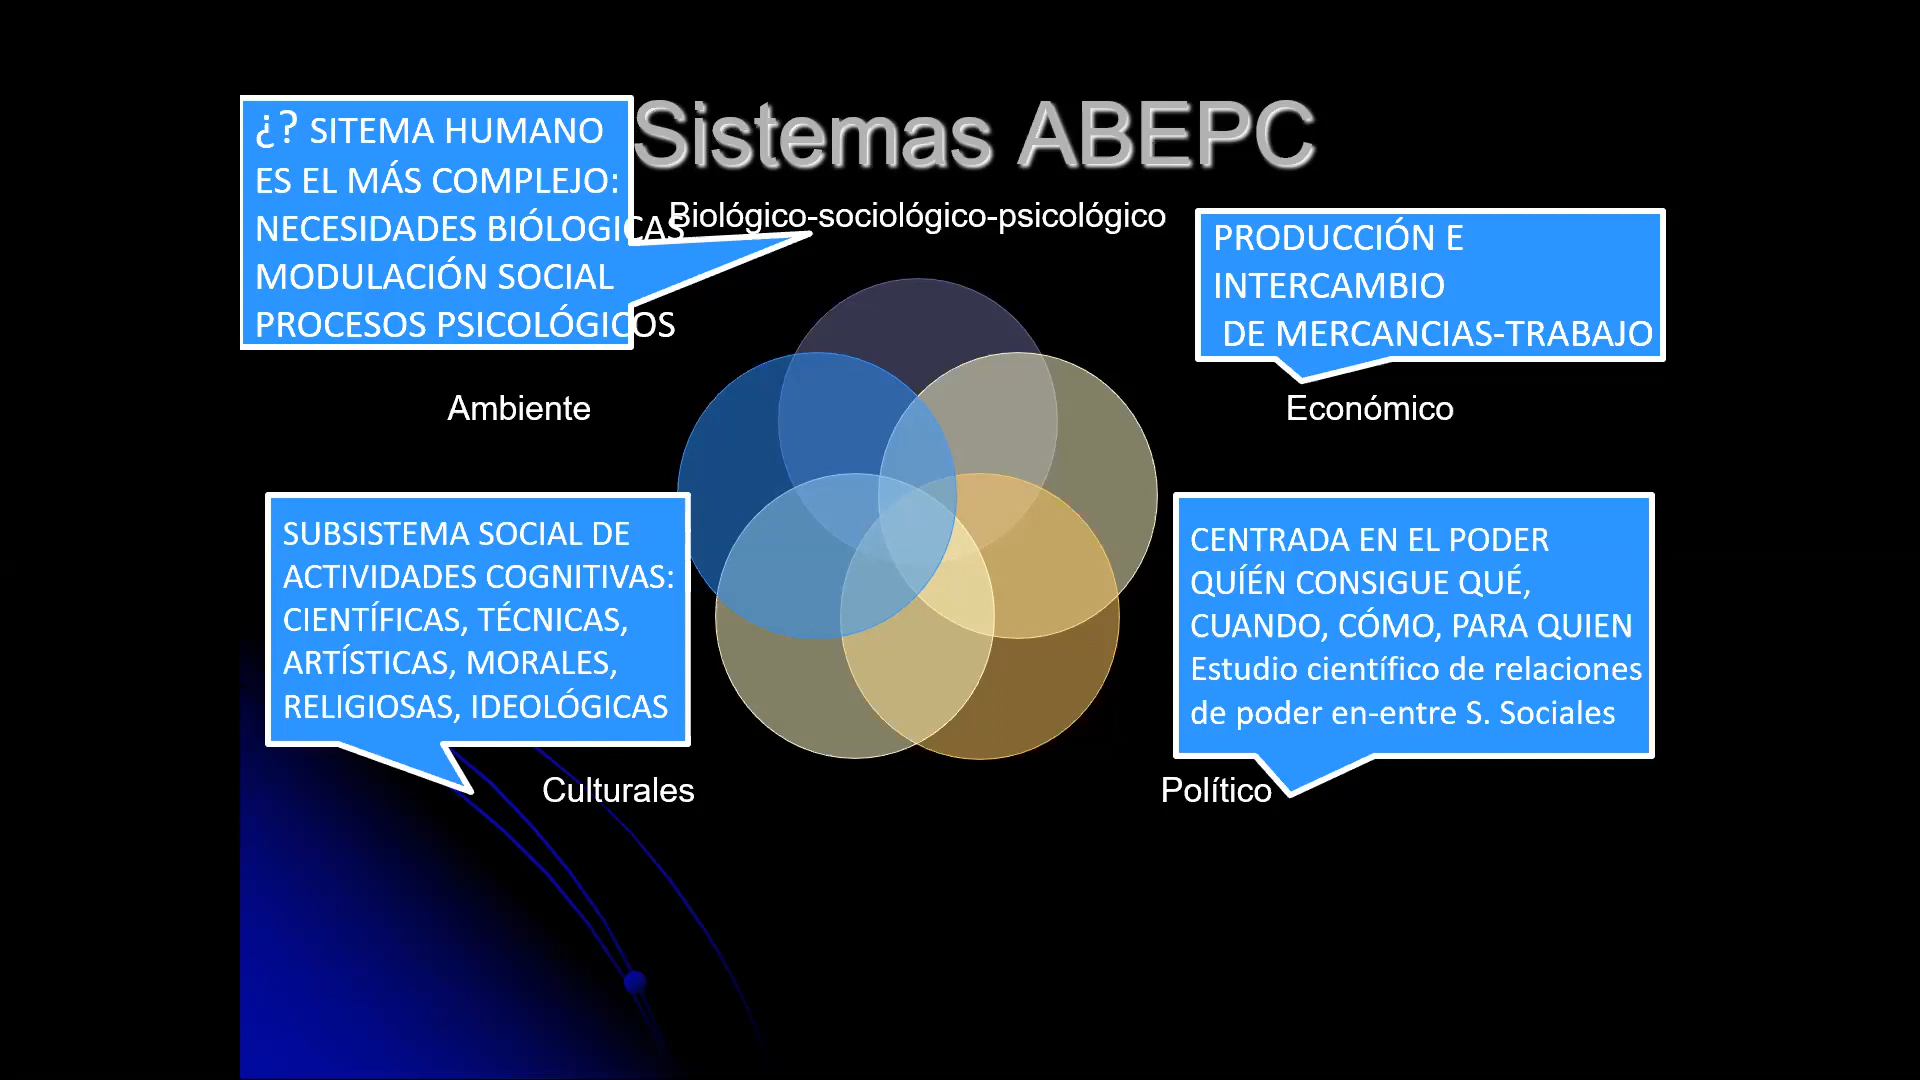 Sistemas ABEPC
¿? SITEMA HUMANO
ES EL MÁS COMPLEJO:
NECESIDADES BIÓLOGICAS
MODULACIÓN SOCIAL
PROCESOS PSICOLÓGICOS
Biológico-sociológico-psicológico
PRODUCCIÓN E
INTERCAMBIO
DE MERCANCIAS-TRABAJO
Ambiente
Económico
SUBSISTEMA SOCIAL DE
ACTIVIDADES COGNITIVAS:
CIENTÍFICAS, TÉCNICAS,
ARTÍSTICAS, MORALES,
RELIGIOSAS, IDEOLÓGICAS
CENTRADA EN EL PODER
QUÍÉN CONSIGUE QUÉ,
CUANDO, CÓMO, PARA QUIEN
Estudio científico de relaciones
de poder en-entre S. Sociales
Culturales
Político